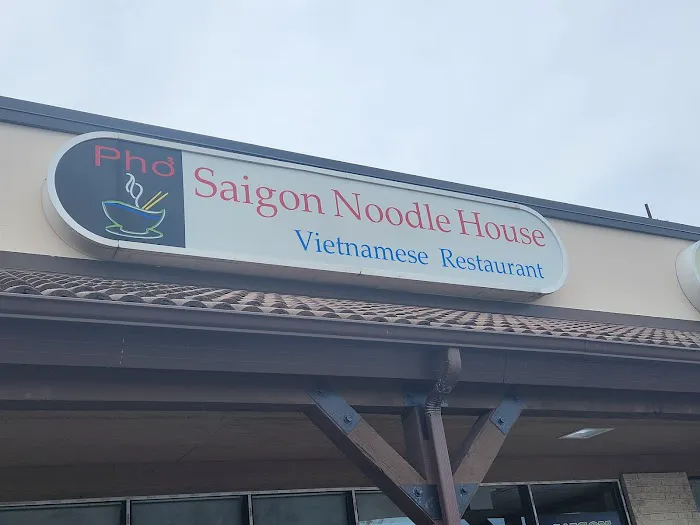 Phở
Saigon Noodle House
Vietnamese Restaurant